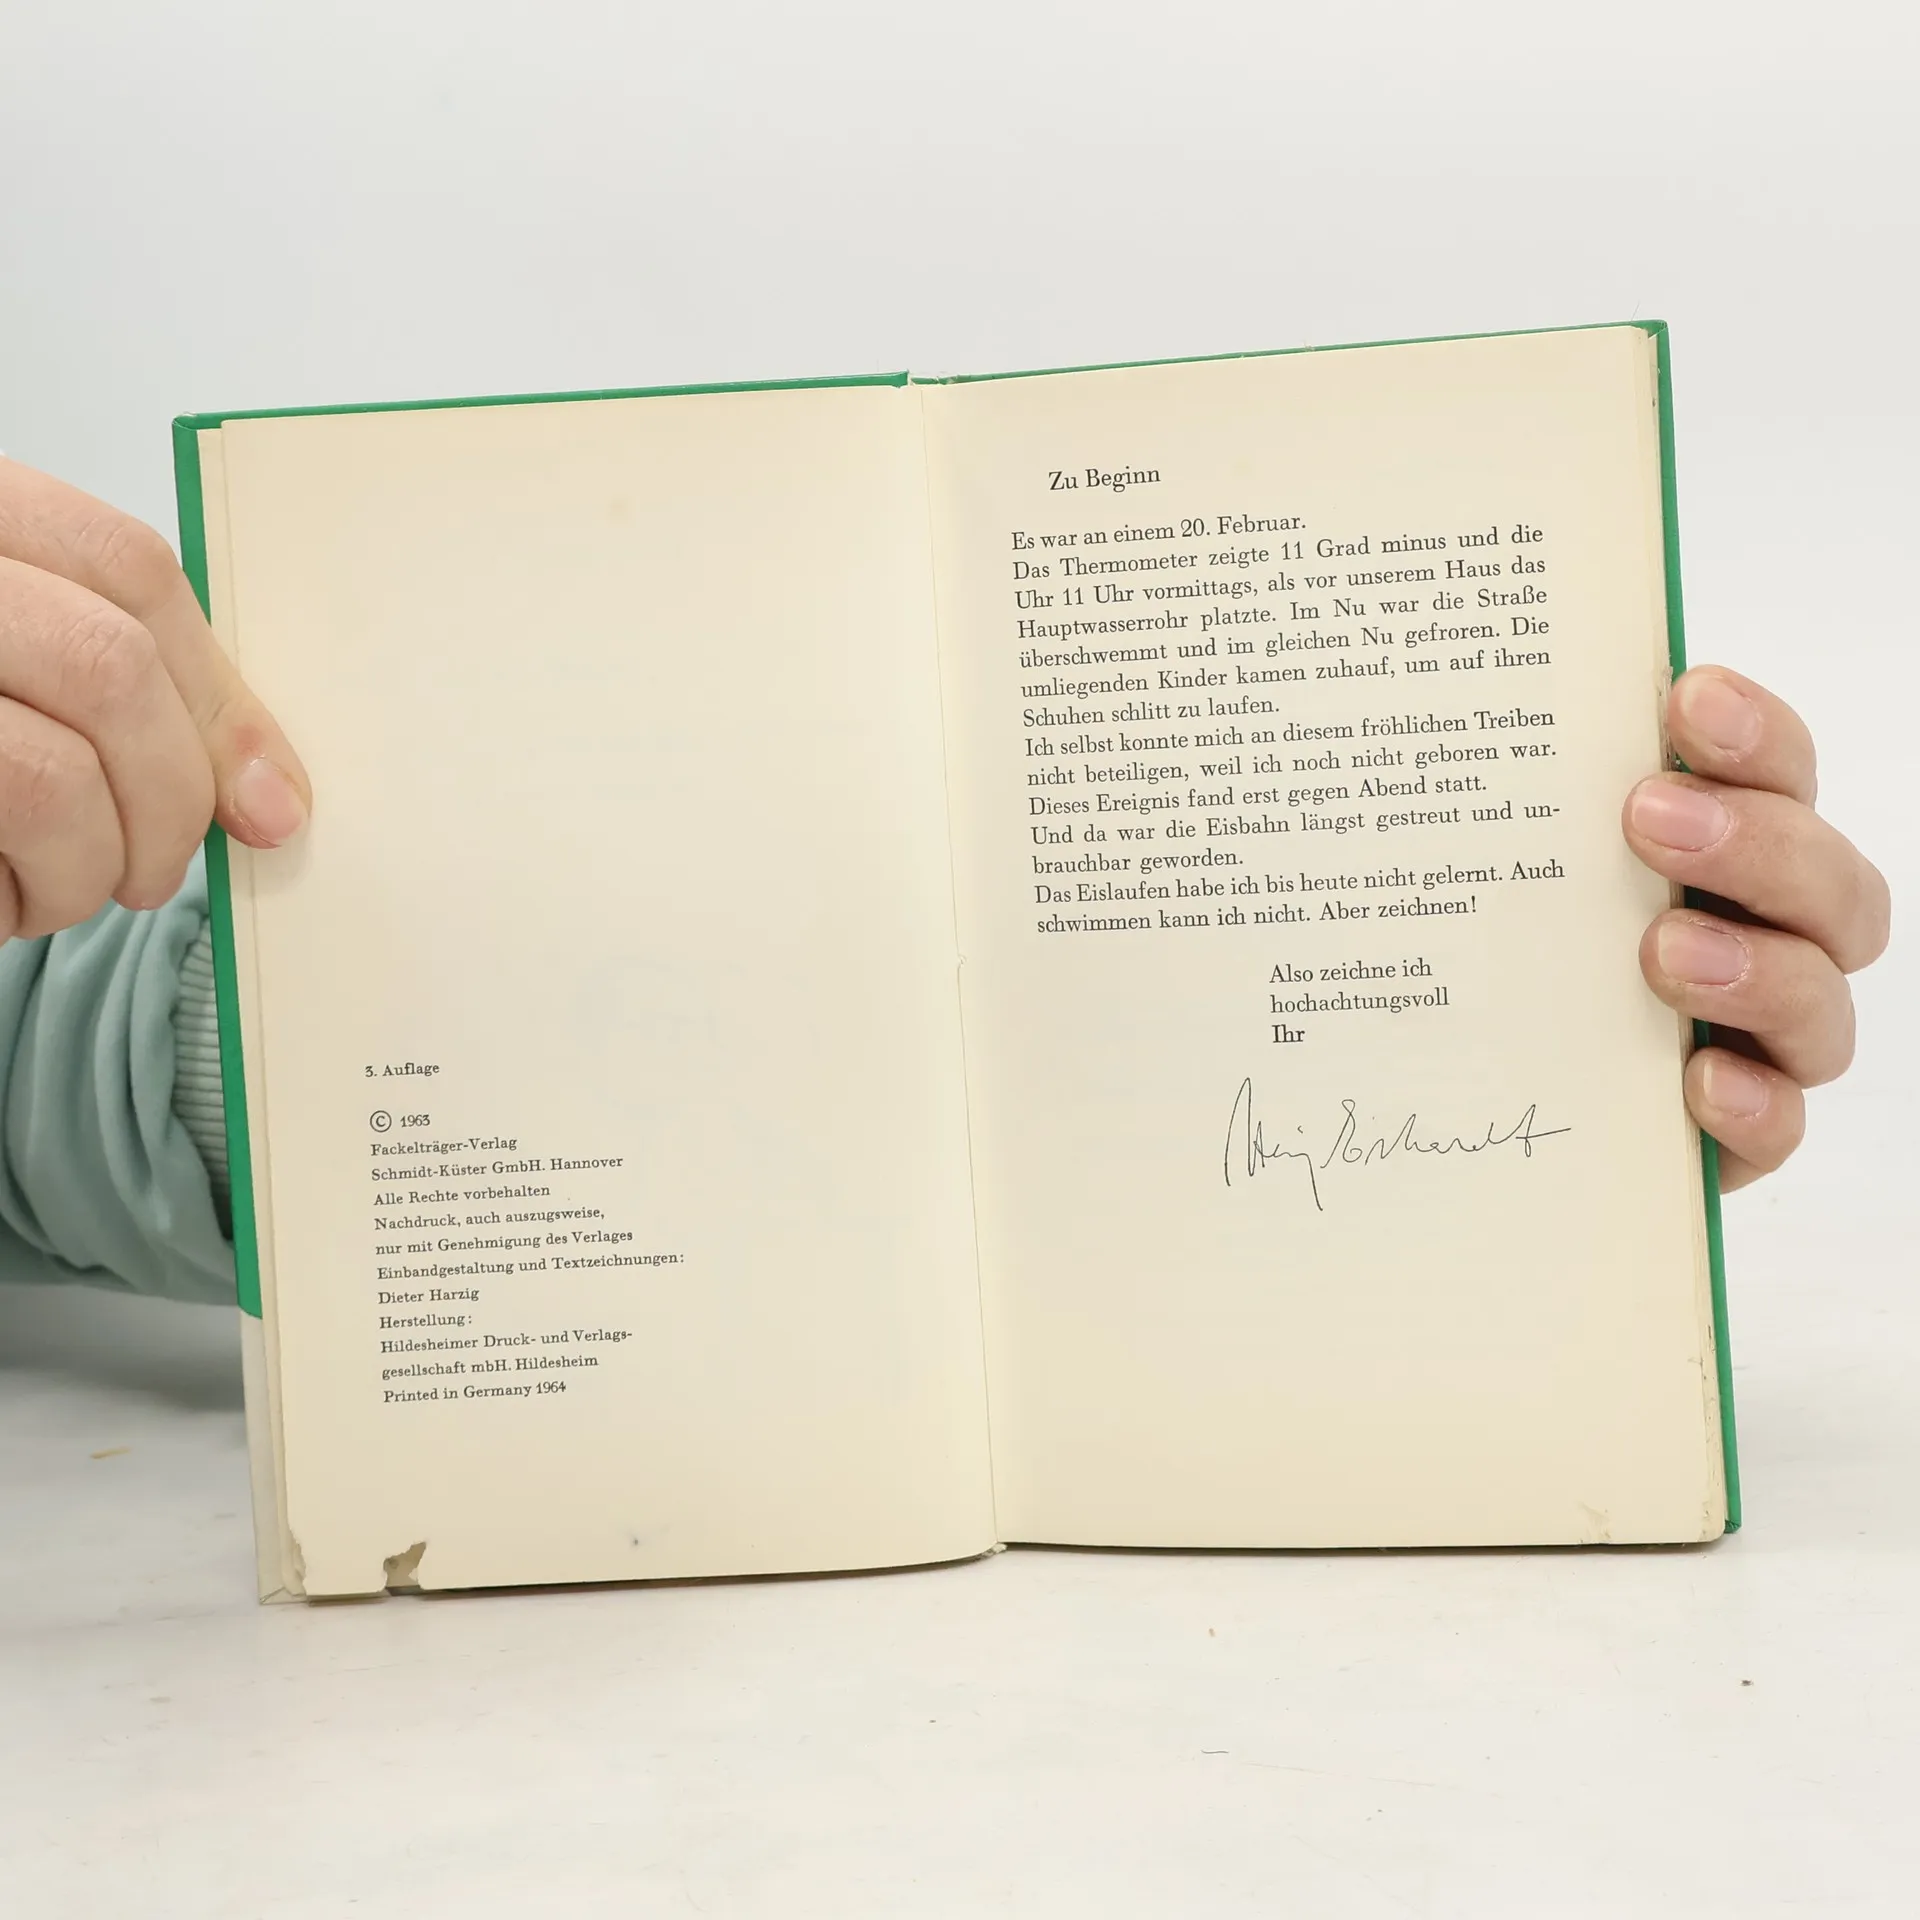 3. Auflage
© 1963
Fackelträger-Verlag
Schmidt-Küster GmbH. Hannover
Alle Rechte vorbehalten
Nachdruck, auch auszugsweise,
nur mit Genehmigung des Verlages
Einbandgestaltung und Textzeichnungen:
Dieter Harzig
Herstellung:
Hildesheimer Druck- und Verlags-
gesellschaft mbH. Hildesheim
Printed in Germany 1964
Zu Beginn
Es war an einem 20. Februar.
Das Thermometer zeigte 11 Grad minus und die
Uhr 11 Uhr vormittags, als vor unserem Haus das
Hauptwasserrohr platzte. Im Nu war die Straße
überschwemmt und im gleichen Nu gefroren. Die
umliegenden Kinder kamen zuhauf, um auf ihren
Schuhen schlitt zu laufen.
Ich selbst konnte mich an diesem fröhlichen Treiben
nicht beteiligen, weil ich noch nicht geboren war.
Dieses Ereignis fand erst gegen Abend statt.
Und da war die Eisbahn längst gestreut und un-
brauchbar geworden.
Das Eislaufen habe ich bis heute nicht gelernt. Auch
schwimmen kann ich nicht. Aber zeichnen!
Also zeichne ich
hochachtungsvoll
Ihr
Heinz Erhardt